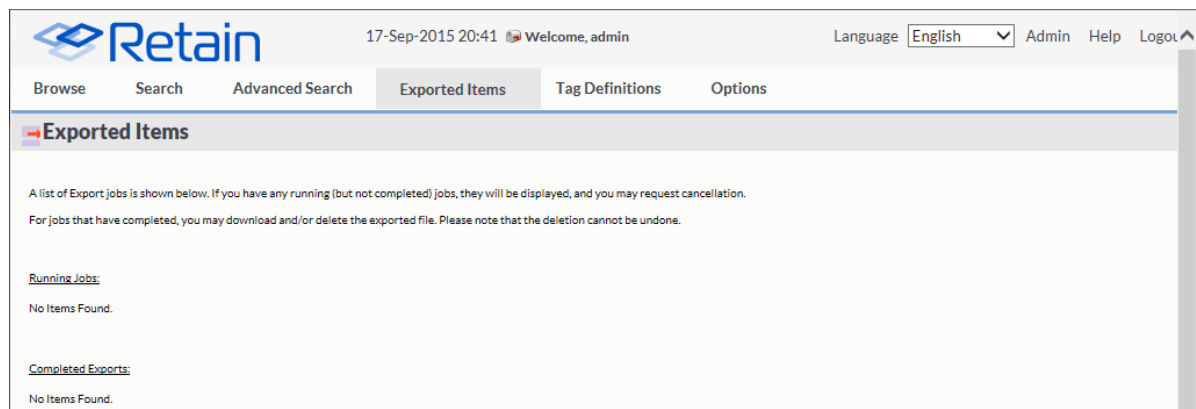 Retain 17-Sep-2015 20:41 Welcome, admin Language English Admin Help Logou
Browse Search Advanced Search Exported Items Tag Definitions Options
Exported Items
A list of Export jobs is shown below. If you have any running (but not completed) jobs, they will be displayed, and you may request cancellation.
For jobs that have completed, you may download and/or delete the exported file. Please note that the deletion cannot be undone.
Running Jobs:
No Items Found.
Completed Exports:
No Items Found.